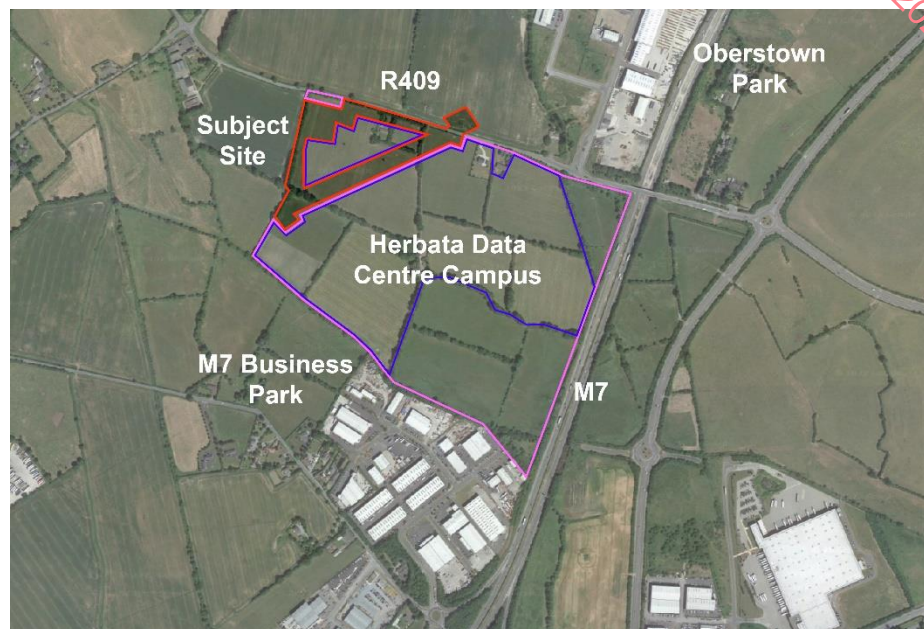 Oberstown
Park
R409
Subject
Site
Herbata Data
Centre Campus
M7 Business
Park
M7